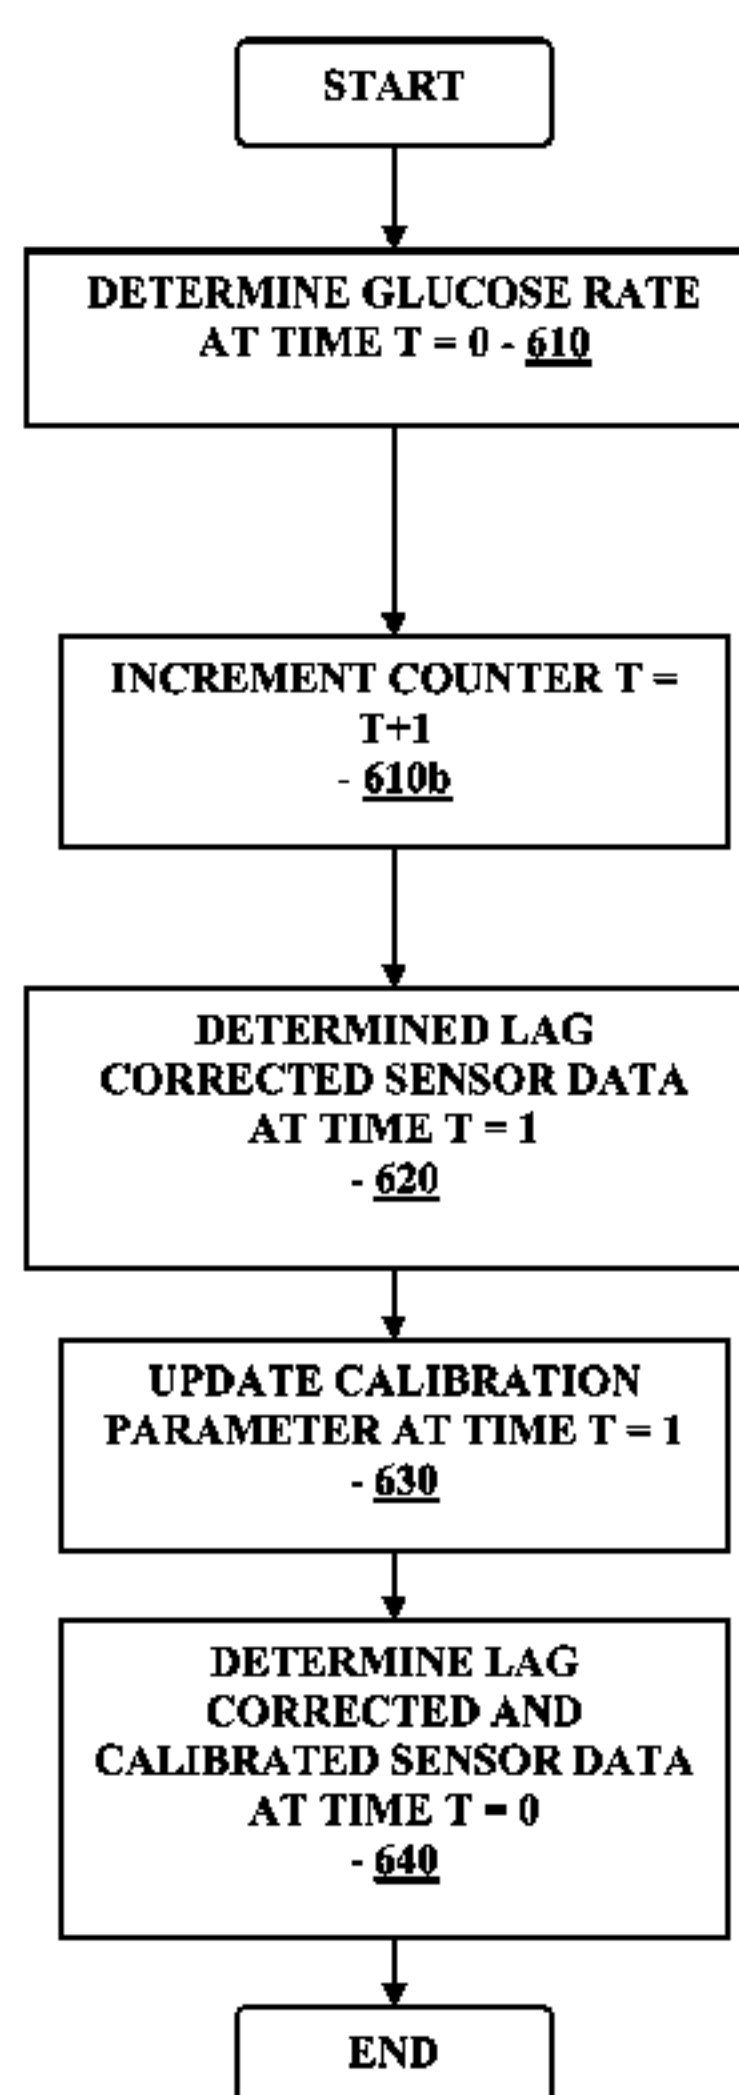 START
DETERMINE GLUCOSE RATE
AT TIME T = 0 - 610
INCREMENT COUNTER T =
T+1
- 610b
DETERMINED LAG
CORRECTED SENSOR DATA
AT TIME T = 1
- 620
UPDATE CALIBRATION
PARAMETER AT TIME T = 1
- 630
DETERMINE LAG
CORRECTED AND
CALIBRATED SENSOR DATA
AT TIME T = 0
- 640
END